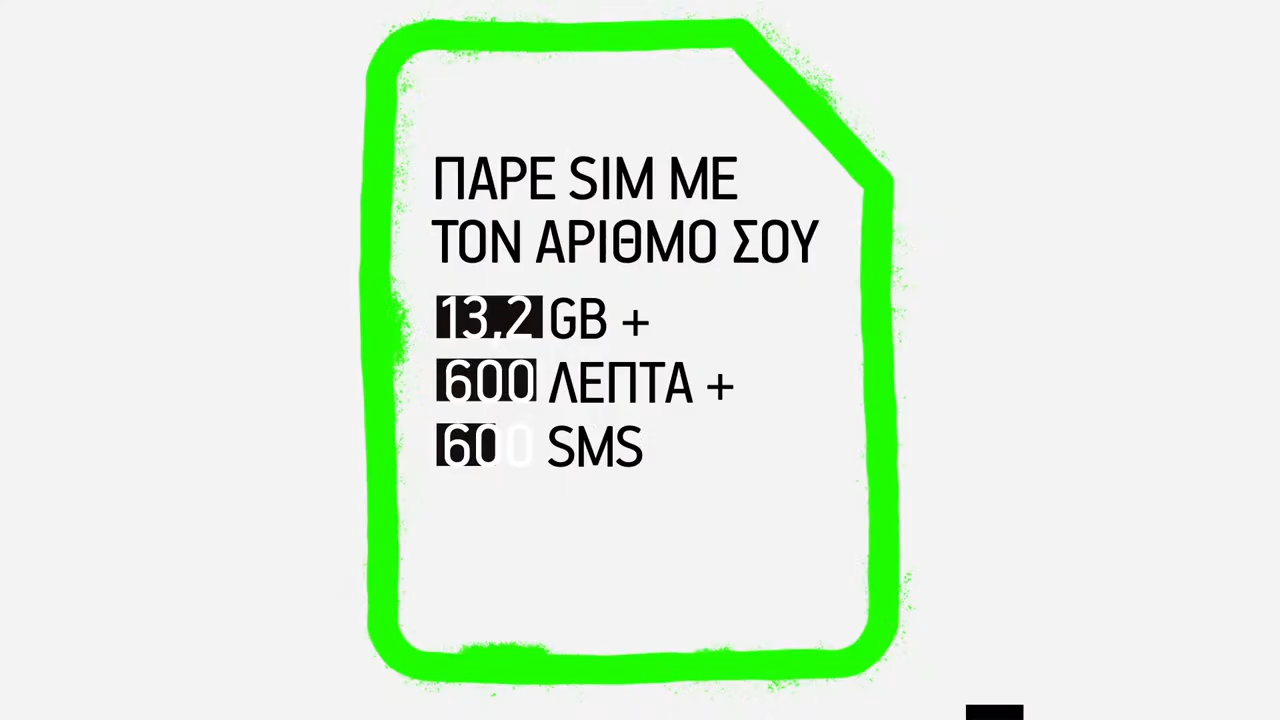 ΠΑΡΕ SIM ΜΕ
ΤΟΝ ΑΡΙΘΜΟ ΣΟΥ
13,2 GB +
600 ΛΕΠΤΑ +
600 SMS